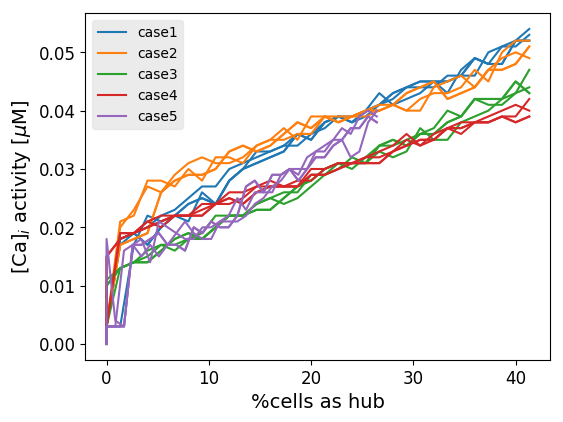 case1
case2
case3
case4
case5
0.05
0.04
0.03
0.02
0.01
0.00
[Ca]i activity [μM]
0 10 20 30 40
%cells as hub